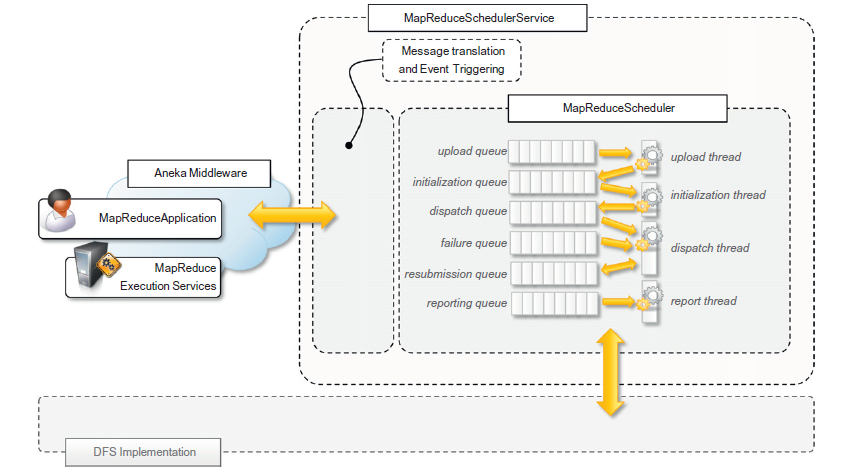 MapReduceSchedulerService
Message translation
and Event Triggering
MapReduceScheduler
upload queue
upload thread
initialization queue
initialization thread
dispatch queue
failure queue
dispatch thread
resubmission queue
reporting queue
report thread
Aneka Middleware
MapReduceApplication
MapReduce
Execution Services
DFS Implementation